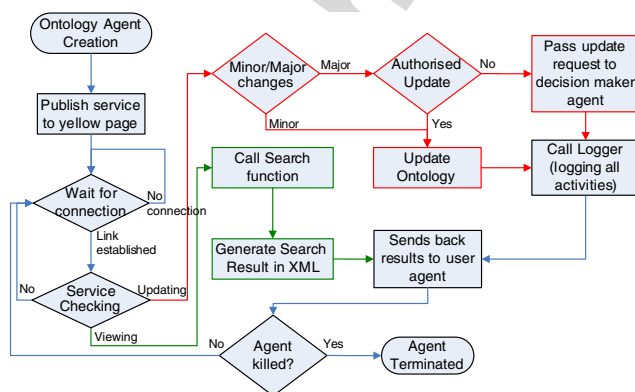 Ontology Agent
Creation
Publish service
to yellow page
Wait for
connection
No
connection
Link
established
Service
Checking
No
Updating
Viewing
Minor/Major
changes
Major
Minor
Authorised
Update
No
Yes
Pass update
request to
decision maker
agent
Update
Ontology
Call Logger
(logging all
activities)
Call Search
function
Generate Search
Result in XML
Sends back
results to user
agent
Agent
killed?
No
Yes
Agent
Terminated